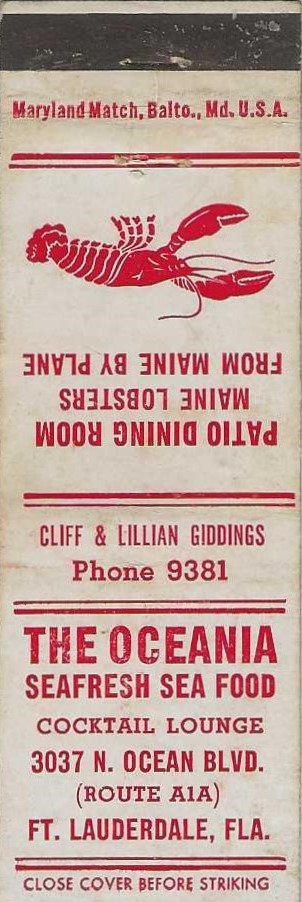 Maryland Match, Balto., Md. U.S.A.
PATIO DINING ROOM
MAINE LOBSTERS
FROM MAINE BY PLANE
CLIFF & LILLIAN GIDDINGS
Phone 9381
THE OCEANIA
SEAFRESH SEA FOOD
COCKTAIL LOUNGE
3037 N. OCEAN BLVD.
(ROUTE A1A)
FT. LAUDERDALE, FLA.
CLOSE COVER BEFORE STRIKING